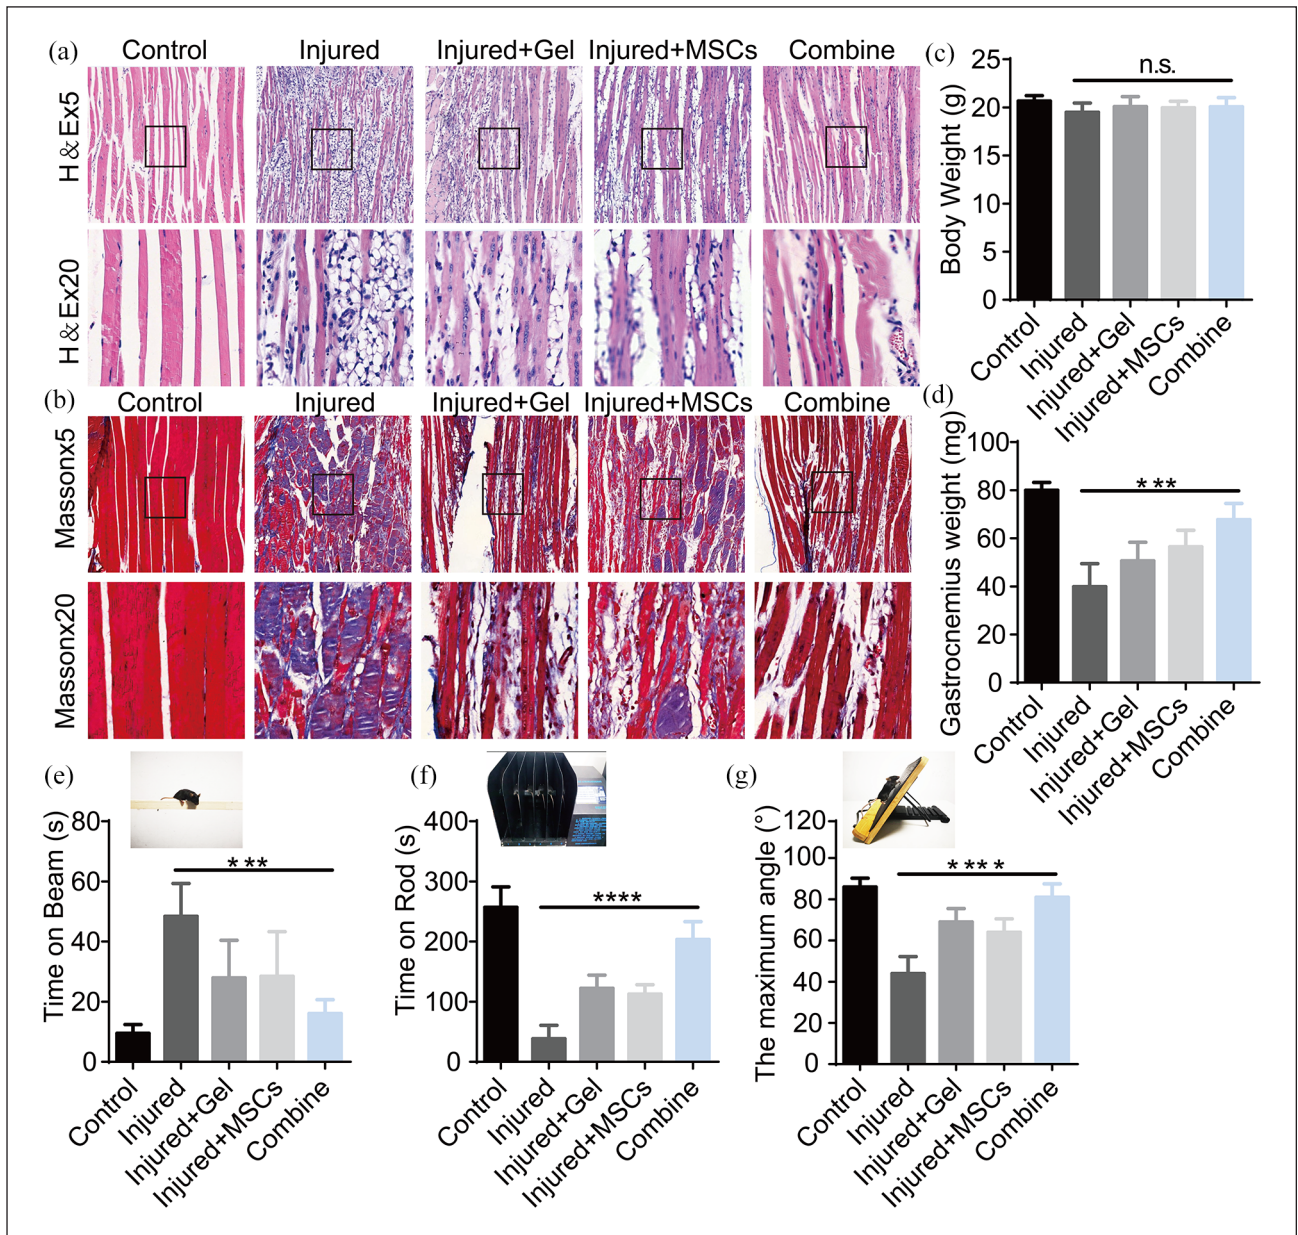 (a)
Control Injured Injured+Gel Injured+MSCs Combine
H&Ex5
H&Ex20
(b)
Control Injured Injured+Gel Injured+MSCs Combine
Massonx5
Massonx20
(c)
Body Weight (g)
25
20
15
10
5
0
n.s.
Control Injured Injured+Gel Injured+MSCs Combine
(d)
Gastrocnemius weight (mg)
100
80
60
40
20
0
* **
Control Injured Injured+Gel Injured+MSCs Combine
(e)
Time on Beam (s)
80
60
40
20
0
* **
Control Injured Injured+Gel Injured+MSCs Combine
(f)
Time on Rod (s)
400
300
200
100
0
****
Control Injured Injured+Gel Injured+MSCs Combine
(g)
The maximum angle (°)
120
100
80
60
40
20
0
* ** *
Control Injured Injured+Gel Injured+MSCs Combine